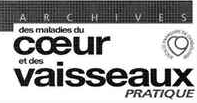 ARCHIVES
des maladies du
cœur
et des
vaisseaux
PRATIQUE